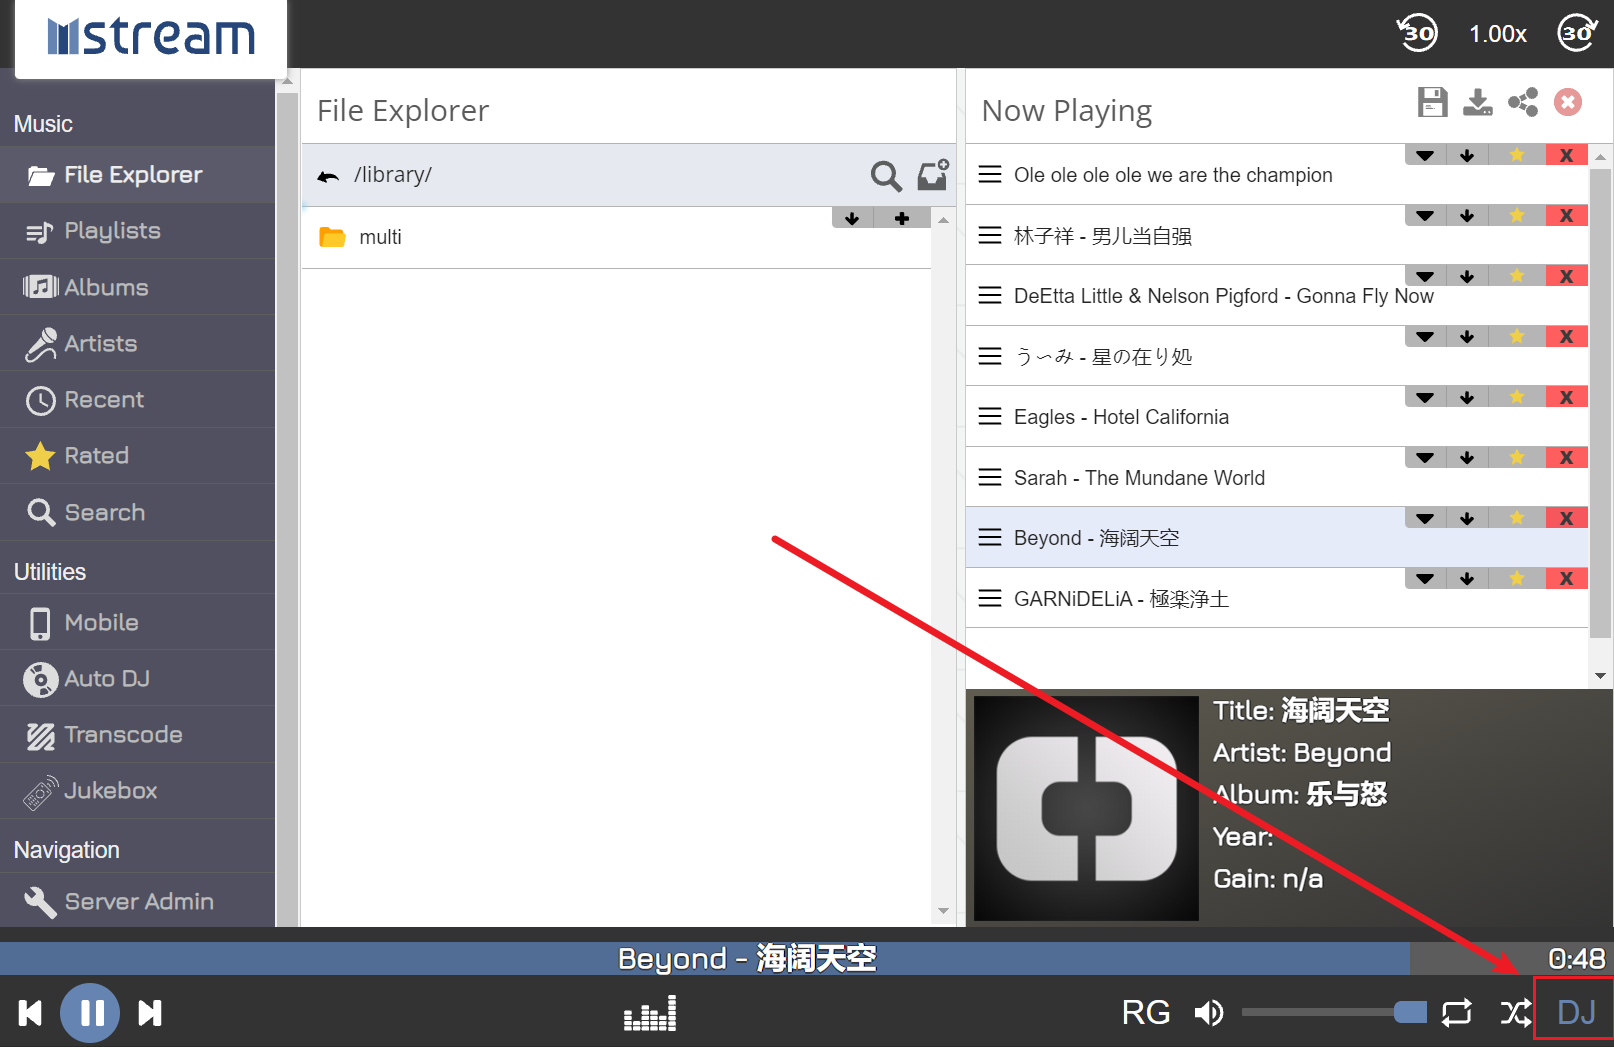 mstream
30
1.00x
30
Music
File Explorer
Playlists
Albums
Artists
Recent
Rated
Search
Utilities
Mobile
Auto DJ
Transcode
Jukebox
Navigation
Server Admin
File Explorer
/library/
multi
Now Playing
Ole ole ole ole we are the champion
X
林子祥 - 男儿当自强
X
DeEtta Little & Nelson Pigford - Gonna Fly Now
X
う〜み - 星の在り処
X
Eagles - Hotel California
X
Sarah - The Mundane World
X
Beyond - 海阔天空
X
GARNiDELiA - 極楽浄土
X
Title: 海阔天空
Artist: Beyond
Album: 乐与怒
Year:
Gain: n/a
Beyond - 海阔天空
0:48
RG
DJ